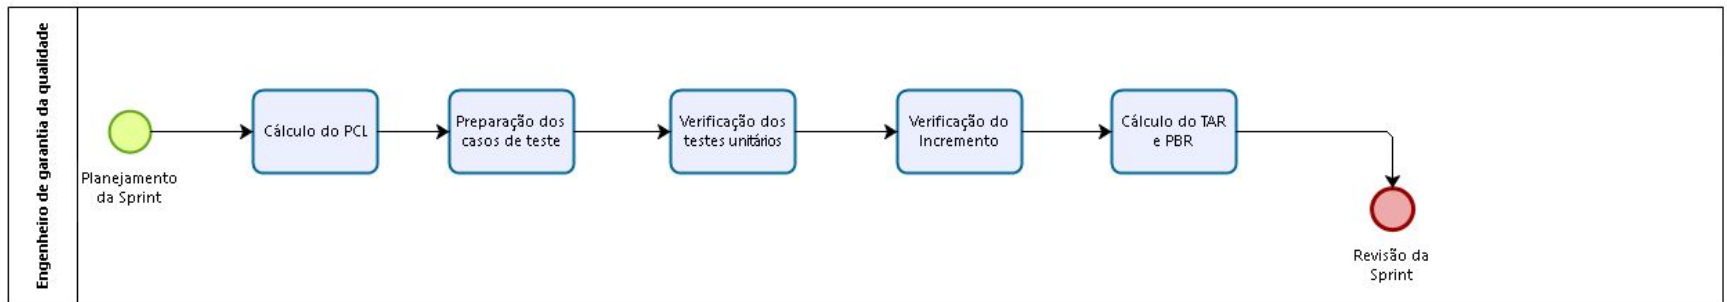 Engenheiro de garantia da qualidade
Planejamento
da Sprint
Cálculo do PCL
Preparação dos
casos de teste
Verificação dos
testes unitários
Verificação do
Incremento
Cálculo do TAR
e PBR
Revisão da
Sprint